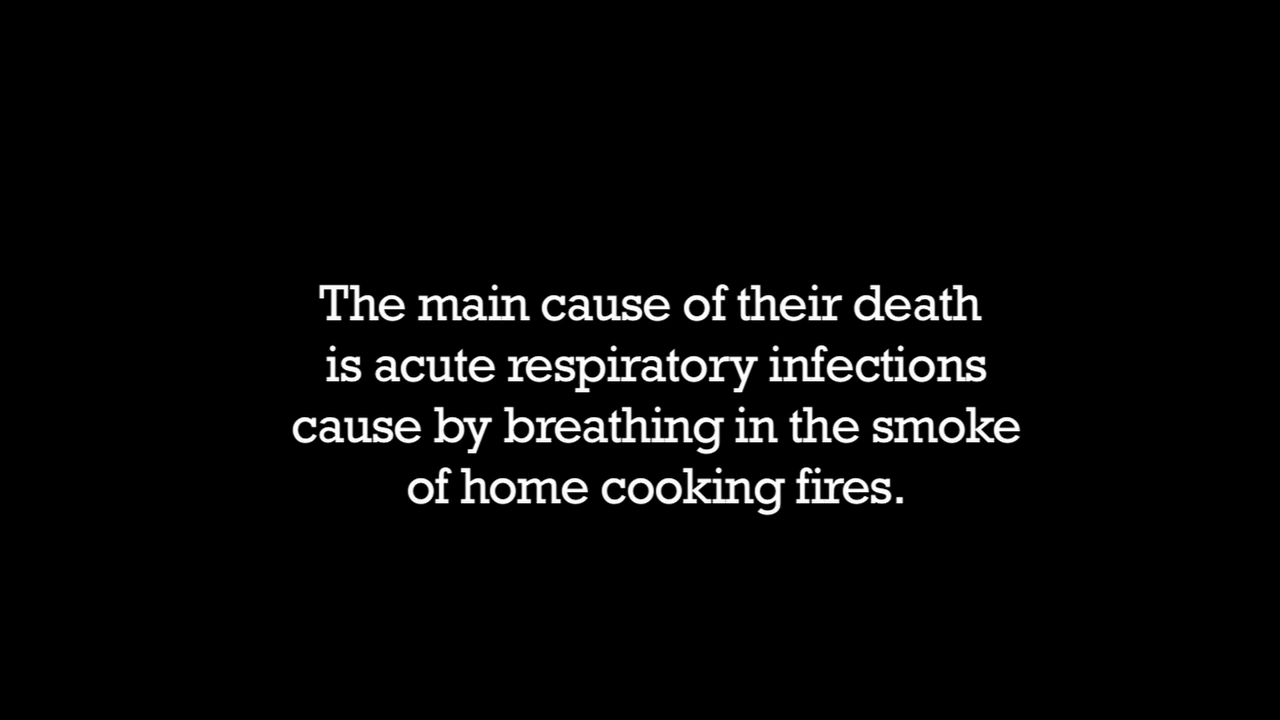 The main cause of their death
is acute respiratory infections
cause by breathing in the smoke
of home cooking fires.